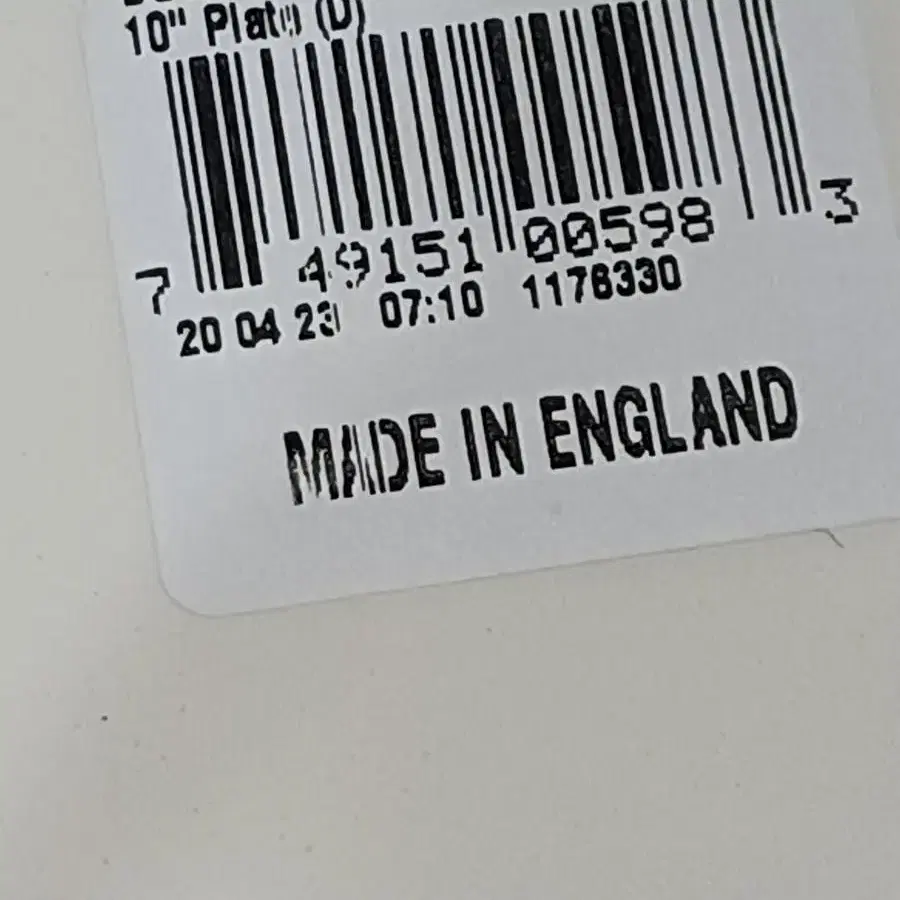 10" Plate (D)
7 49151 00598 3
20 04 23 07:10 1176330
MADE IN ENGLAND